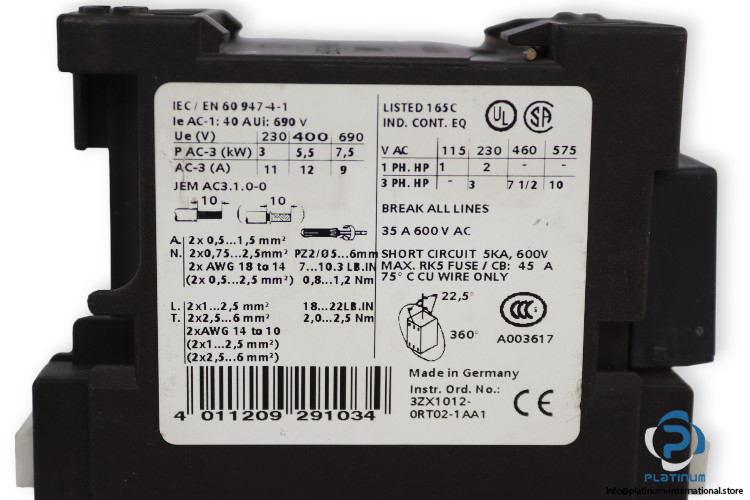 IEC / EN 60 947-4-1
Ie AC-1: 40 A Ui: 690 V
Ue (V) 230 400 690
P AC-3 (kW) 3 5,5 7,5
AC-3 (A) 11 12 9
JEM AC3.1.0-0
10 10
A. 2x 0,5...1,5 mm²
N. 2x0,75...2,5mm² PZ2/Ø5...6mm
2x AWG 18 to 14 7...10.3 LB.IN
(2x 0,5...2,5 mm²) 0,8...1,2 Nm
L. 2x1...2,5 mm² 18...22LB.IN
T. 2x2,5...6 mm² 2,0...2,5 Nm
2xAWG 14 to 10
(2x1...2,5 mm²)
(2x2,5...6 mm²)
4 011209 291034
LISTED 165C
IND. CONT. EQ
UL SA
V AC 115 230 460 575
1 PH. HP 1 2 - -
3 PH. HP - 3 7 1/2 10
BREAK ALL LINES
35 A 600 V AC
SHORT CIRCUIT 5KA, 600V
MAX. RK5 FUSE / CB: 45 A
75° C CU WIRE ONLY
22,5°
360°
CCC
A003617
Made in Germany
Instr. Ord. No.:
3ZX1012-
0RT02-1AA1
CE
PLATINUM
info@platinum-international.store